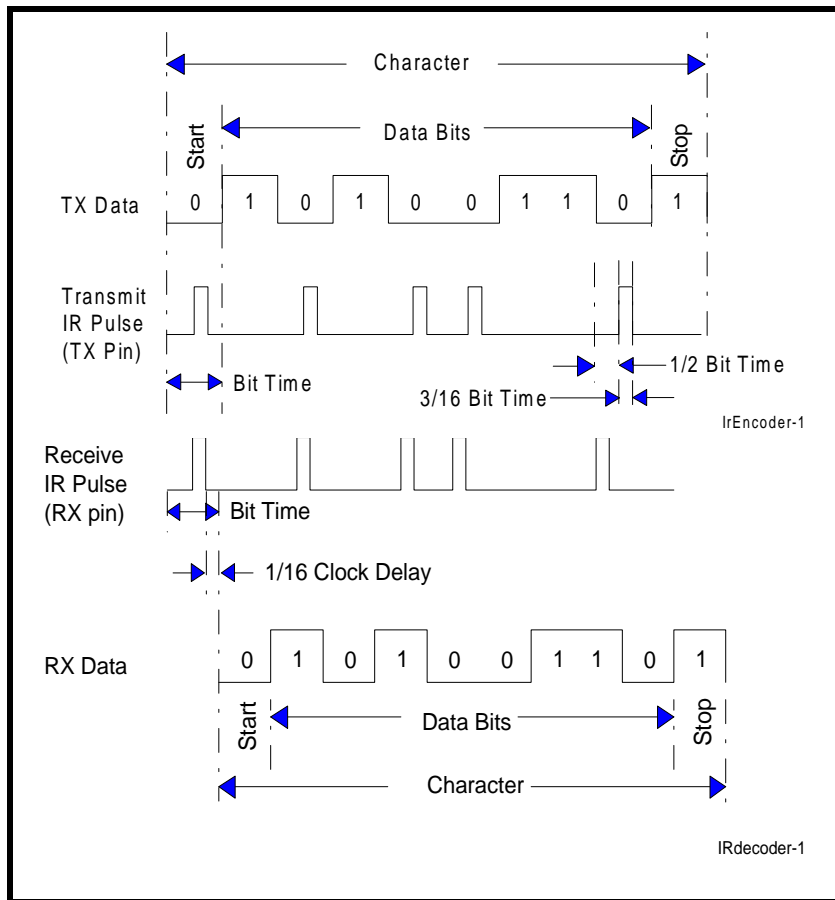 Character
Start
Data Bits
Stop
TX Data
0 1 0 1 0 0 1 1 0 1
Transmit
IR Pulse
(TX Pin)
Bit Time
1/2 Bit Time
3/16 Bit Time
IrEncoder-1
Receive
IR Pulse
(RX pin)
Bit Time
1/16 Clock Delay
RX Data
0 1 0 1 0 0 1 1 0 1
Start
Data Bits
Stop
Character
IRdecoder-1